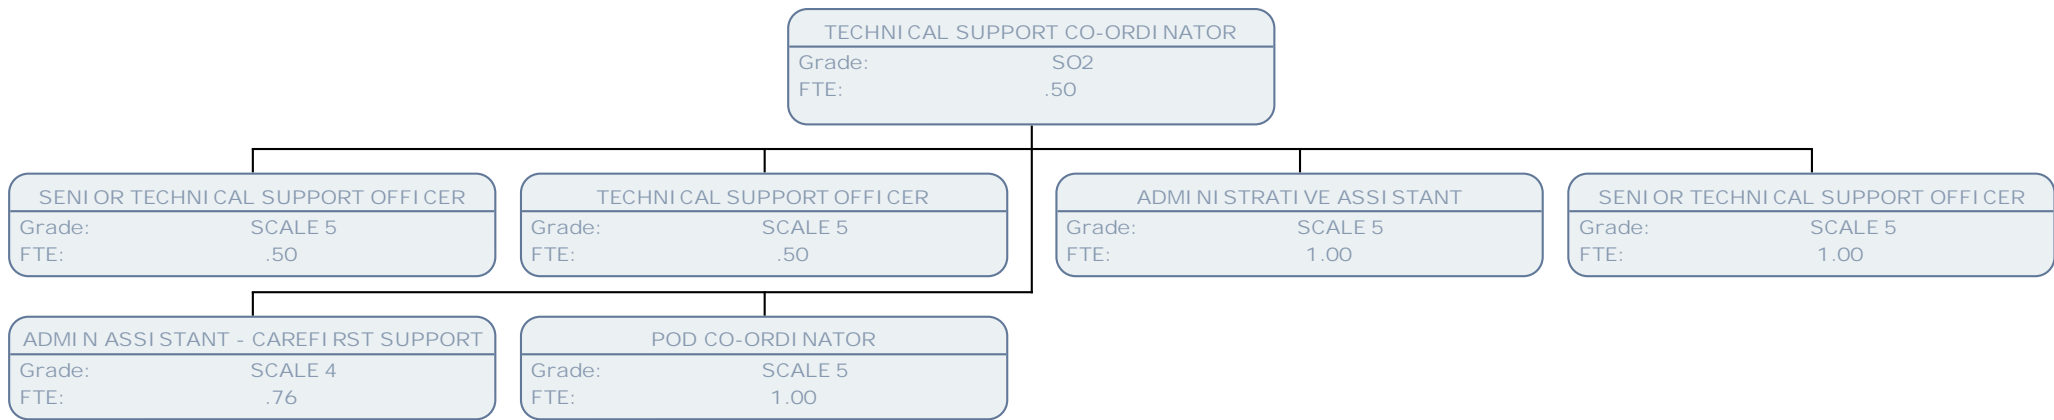 TECHNICAL SUPPORT CO-ORDINATOR
Grade: SO2
FTE: .50
SENIOR TECHNICAL SUPPORT OFFICER
Grade: SCALE 5
FTE: .50
TECHNICAL SUPPORT OFFICER
Grade: SCALE 5
FTE: .50
ADMINISTRATIVE ASSISTANT
Grade: SCALE 5
FTE: 1.00
SENIOR TECHNICAL SUPPORT OFFICER
Grade: SCALE 5
FTE: 1.00
ADMIN ASSISTANT - CAREFIRST SUPPORT
Grade: SCALE 4
FTE: .76
POD CO-ORDINATOR
Grade: SCALE 5
FTE: 1.00